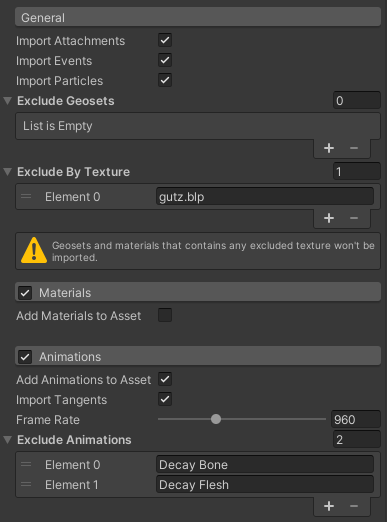 General
Import Attachments
Import Events
Import Particles
Exclude Geosets 0
List is Empty
+ −
Exclude By Texture 1
Element 0 gutz.blp
+ −
Geosets and materials that contains any excluded texture won't be
imported.
Materials
Add Materials to Asset
Animations
Add Animations to Asset
Import Tangents
Frame Rate 960
Exclude Animations 2
Element 0 Decay Bone
Element 1 Decay Flesh
+ −